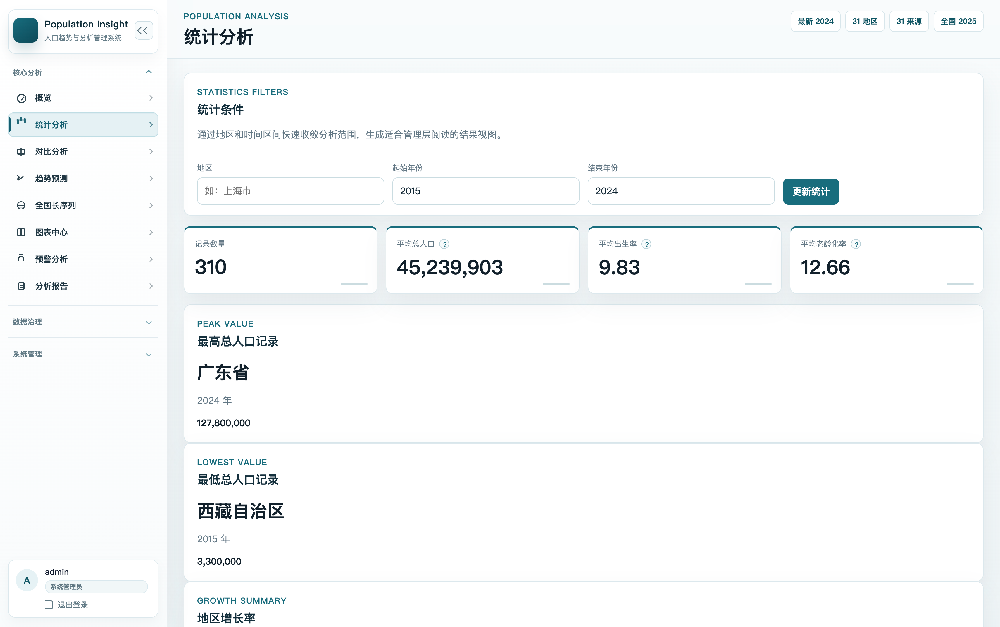 Population Insight
人口趋势与分析管理系统
核心分析
概览
统计分析
对比分析
趋势预测
全国长序列
图表中心
预警分析
分析报告
数据治理
系统管理
A
admin
系统管理员
退出登录
POPULATION ANALYSIS
统计分析
最新 2024
31 地区
31 来源
全国 2025
STATISTICS FILTERS
统计条件
通过地区和时间区间快速收敛分析范围，生成适合管理层阅读的结果视图。
地区
如：上海市
起始年份
2015
结束年份
2024
更新统计
记录数量
310
平均总人口 ?
45,239,903
平均出生率 ?
9.83
平均老龄化率 ?
12.66
PEAK VALUE
最高总人口记录
广东省
2024 年
127,800,000
LOWEST VALUE
最低总人口记录
西藏自治区
2015 年
3,300,000
GROWTH SUMMARY
地区增长率